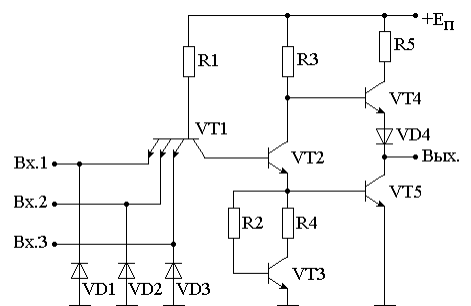 +EП
R1
R3
R5
VT1
VT4
VD4
Вх.1
VT2
Вых.
VT5
Вх.2
R2
R4
Вх.3
VT3
VD1
VD2
VD3